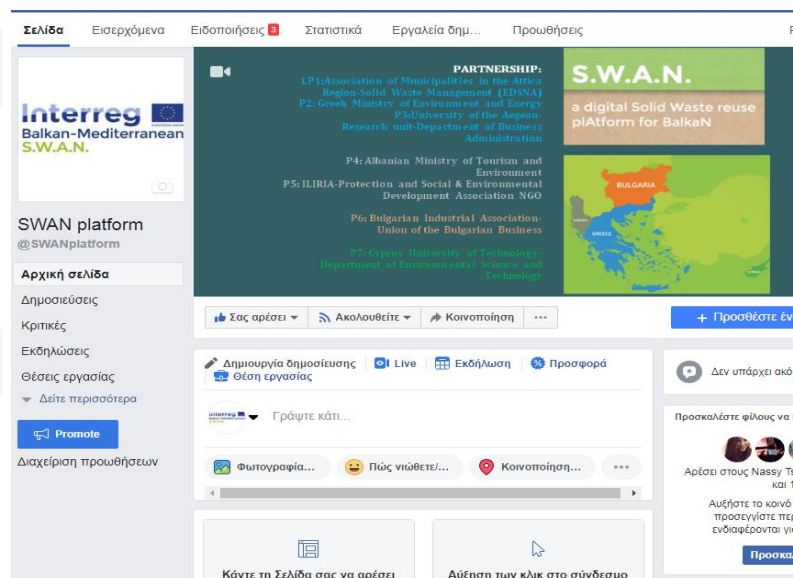 Σελίδα Εισερχόμενα Ειδοποιήσεις 3 Στατιστικά Εργαλεία δημ... Προωθήσεις
Interreg
Balkan-Mediterranean
S.W.A.N.
SWAN platform
@SWANplatform
Αρχική σελίδα
Δημοσιεύσεις
Κριτικές
Εκδηλώσεις
Θέσεις εργασίας
Δείτε περισσότερα
Promote
Διαχείριση προωθήσεων
PARTNERSHIP:
LP1:Association of Municipalities in the Attica
Region-Solid Waste Management (EDSNA)
P2: Greek Ministry of Environment and Energy
P3:University of the Aegean-
Research unit-Department of Business
Administration
P4: Albanian Ministry of Tourism and
Environment
P5: ILIRIA-Protection and Social & Environmental
Development Association NGO
P6: Bulgarian Industrial Association-
Union of the Bulgarian Business
P7: Cyprus University of Technology-
Department of Environmental Science and
Technology
S.W.A.N.
a digital Solid Waste reuse
plAtform for BalkaN
BULGARIA
GREECE
Σας αρέσει Ακολουθείτε Κοινοποίηση ...
+ Προσθέστε έν
Δημιουργία δημοσίευσης Live Εκδήλωση Προσφορά
Θέση εργασίας
Γράψτε κάτι...
Φωτογραφία... Πώς νιώθετε/... Κοινοποίηση... ...
Κάντε τη Σελίδα σας να αρέσει
Αύξηση των κλικ στο σύνδεσμο
Δεν υπάρχει ακό
Προσκαλέστε φίλους να
Αρέσει στους Nassy Ts
και 1
Αυξήστε το κοινό
προσεγγίστε περ
ενδιαφέρονται γι
Προσκα